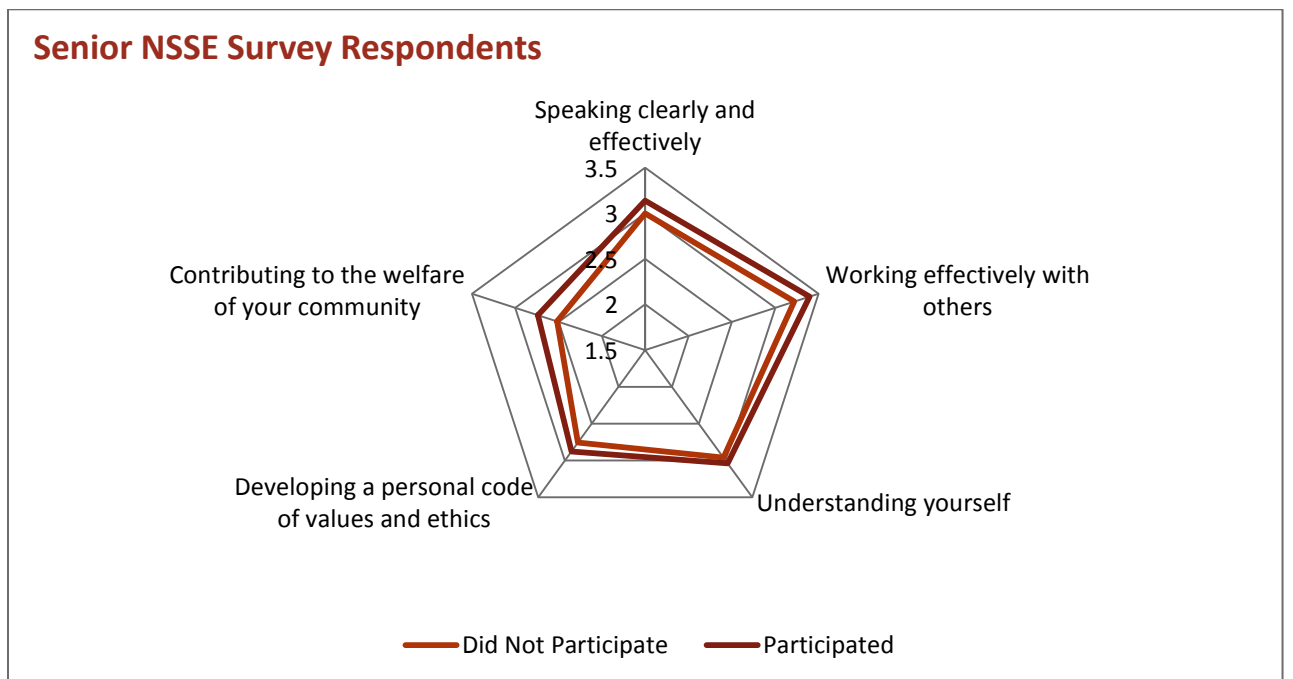 Senior NSSE Survey Respondents
Speaking clearly and
effectively
3.5
3
2.5
2
1.5
Working effectively with
others
Understanding yourself
Developing a personal code
of values and ethics
Contributing to the welfare
of your community
Did Not Participate
Participated